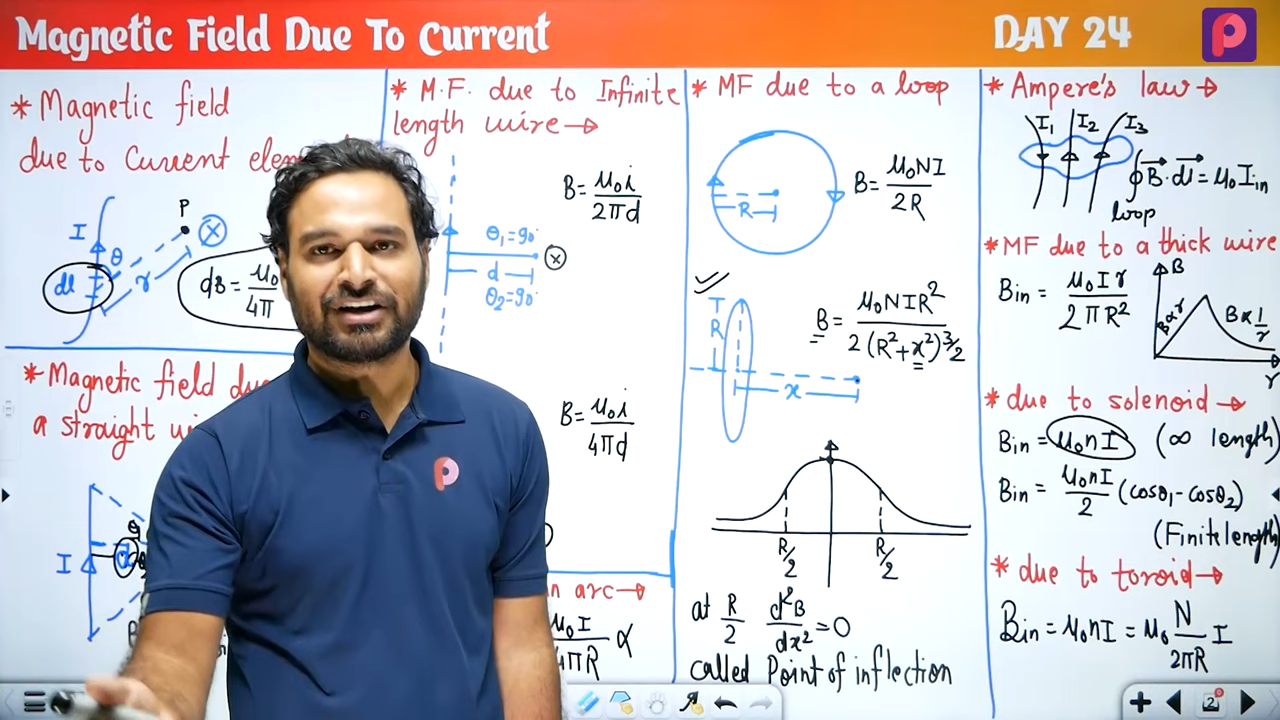 Magnetic Field Due To Current
DAY 24
* Magnetic field
due to Current
I
dl
θ
r
P
dB = μ₀
4π
* Magnetic field
a straight
I
* M.F. due to Infinite
length wire →
B = μ₀i
2πd
θ₁ = 90°
d
θ₂ = 90°
B = μ₀i
4πd
arc →
μ₀I
4πR
α
* MF due to a loop
R
B = μ₀NI
2R
R
x
B = μ₀NIR²
2(R²+x²)^3/2
R/2
R/2
at R/2 d²B/dx² = 0
called Point of inflection
* Ampere's law →
I₁ I₂ I₃
∮B·dl = μ₀Iin
loop
* MF due to a thick wire
Bin = μ₀Ir
2πR²
B
B∝r
B∝1/r
r
* due to solenoid →
Bin = μ₀nI (∞ length)
Bin = μ₀nI/2 (cosθ₁-cosθ₂)
(Finite length)
* due to toroid →
Bin = μ₀nI = μ₀ N/2πR I
2